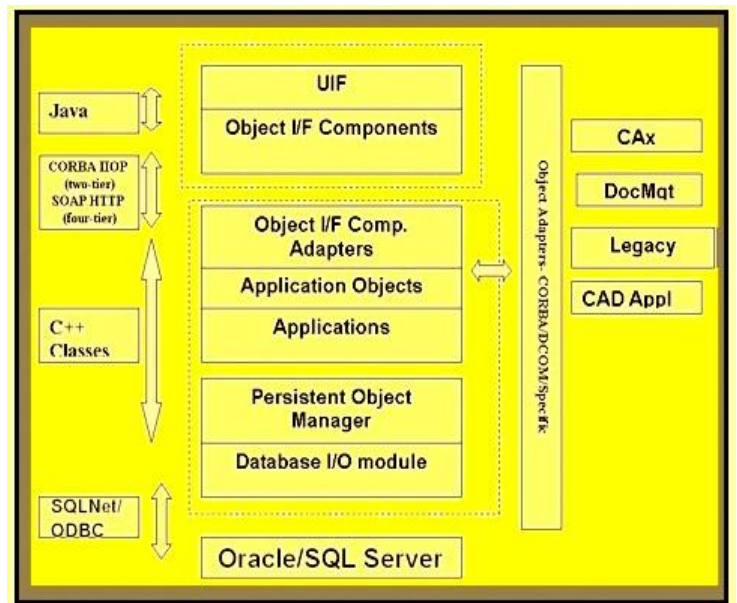 UIF
Object I/F Components
Java
CORBA IIOP
(two-tier)
SOAP HTTP
(four-tier)
Object I/F Comp.
Adapters
Application Objects
Applications
C++
Classes
Persistent Object
Manager
Database I/O module
SQLNet/
ODBC
Oracle/SQL Server
Object Adapters- CORBA/DCOM/Specific
CAx
DocMgt
Legacy
CAD Appl